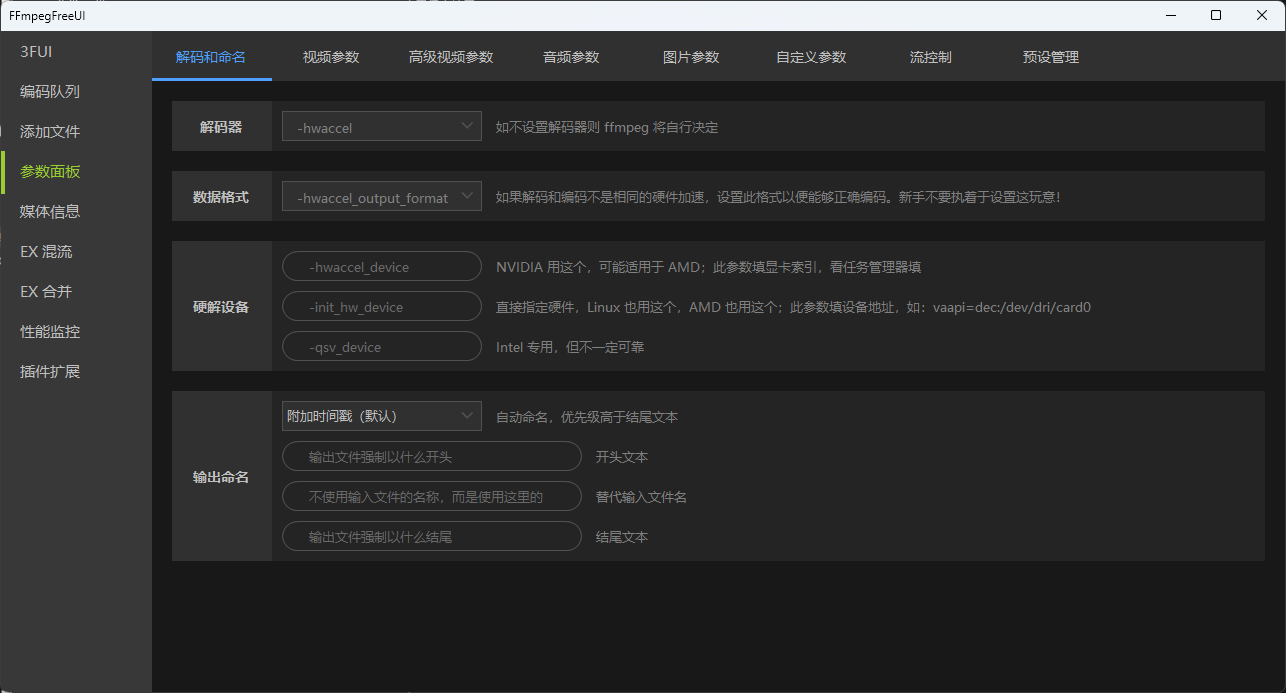 FFmpegFreeUI
3FUI
编码队列
添加文件
参数面板
媒体信息
EX 混流
EX 合并
性能监控
插件扩展
解码和命名 视频参数 高级视频参数 音频参数 图片参数 自定义参数 流控制 预设管理
解码器 -hwaccel 如不设置解码器则 ffmpeg 将自行决定
数据格式 -hwaccel_output_format 如果解码和编码不是相同的硬件加速，设置此格式以便能够正确编码。新手不要执着于设置这玩意！
硬解设备
-hwaccel_device NVIDIA 用这个，可能适用于 AMD；此参数填显卡索引，看任务管理器填
-init_hw_device 直接指定硬件，Linux 也用这个，AMD 也用这个；此参数填设备地址，如：vaapi=dec:/dev/dri/card0
-qsv_device Intel 专用，但不一定可靠
输出命名
附加时间戳（默认） 自动命名，优先级高于结尾文本
输出文件强制以什么开头 开头文本
不使用输入文件的名称，而是使用这里的 替代输入文件名
输出文件强制以什么结尾 结尾文本